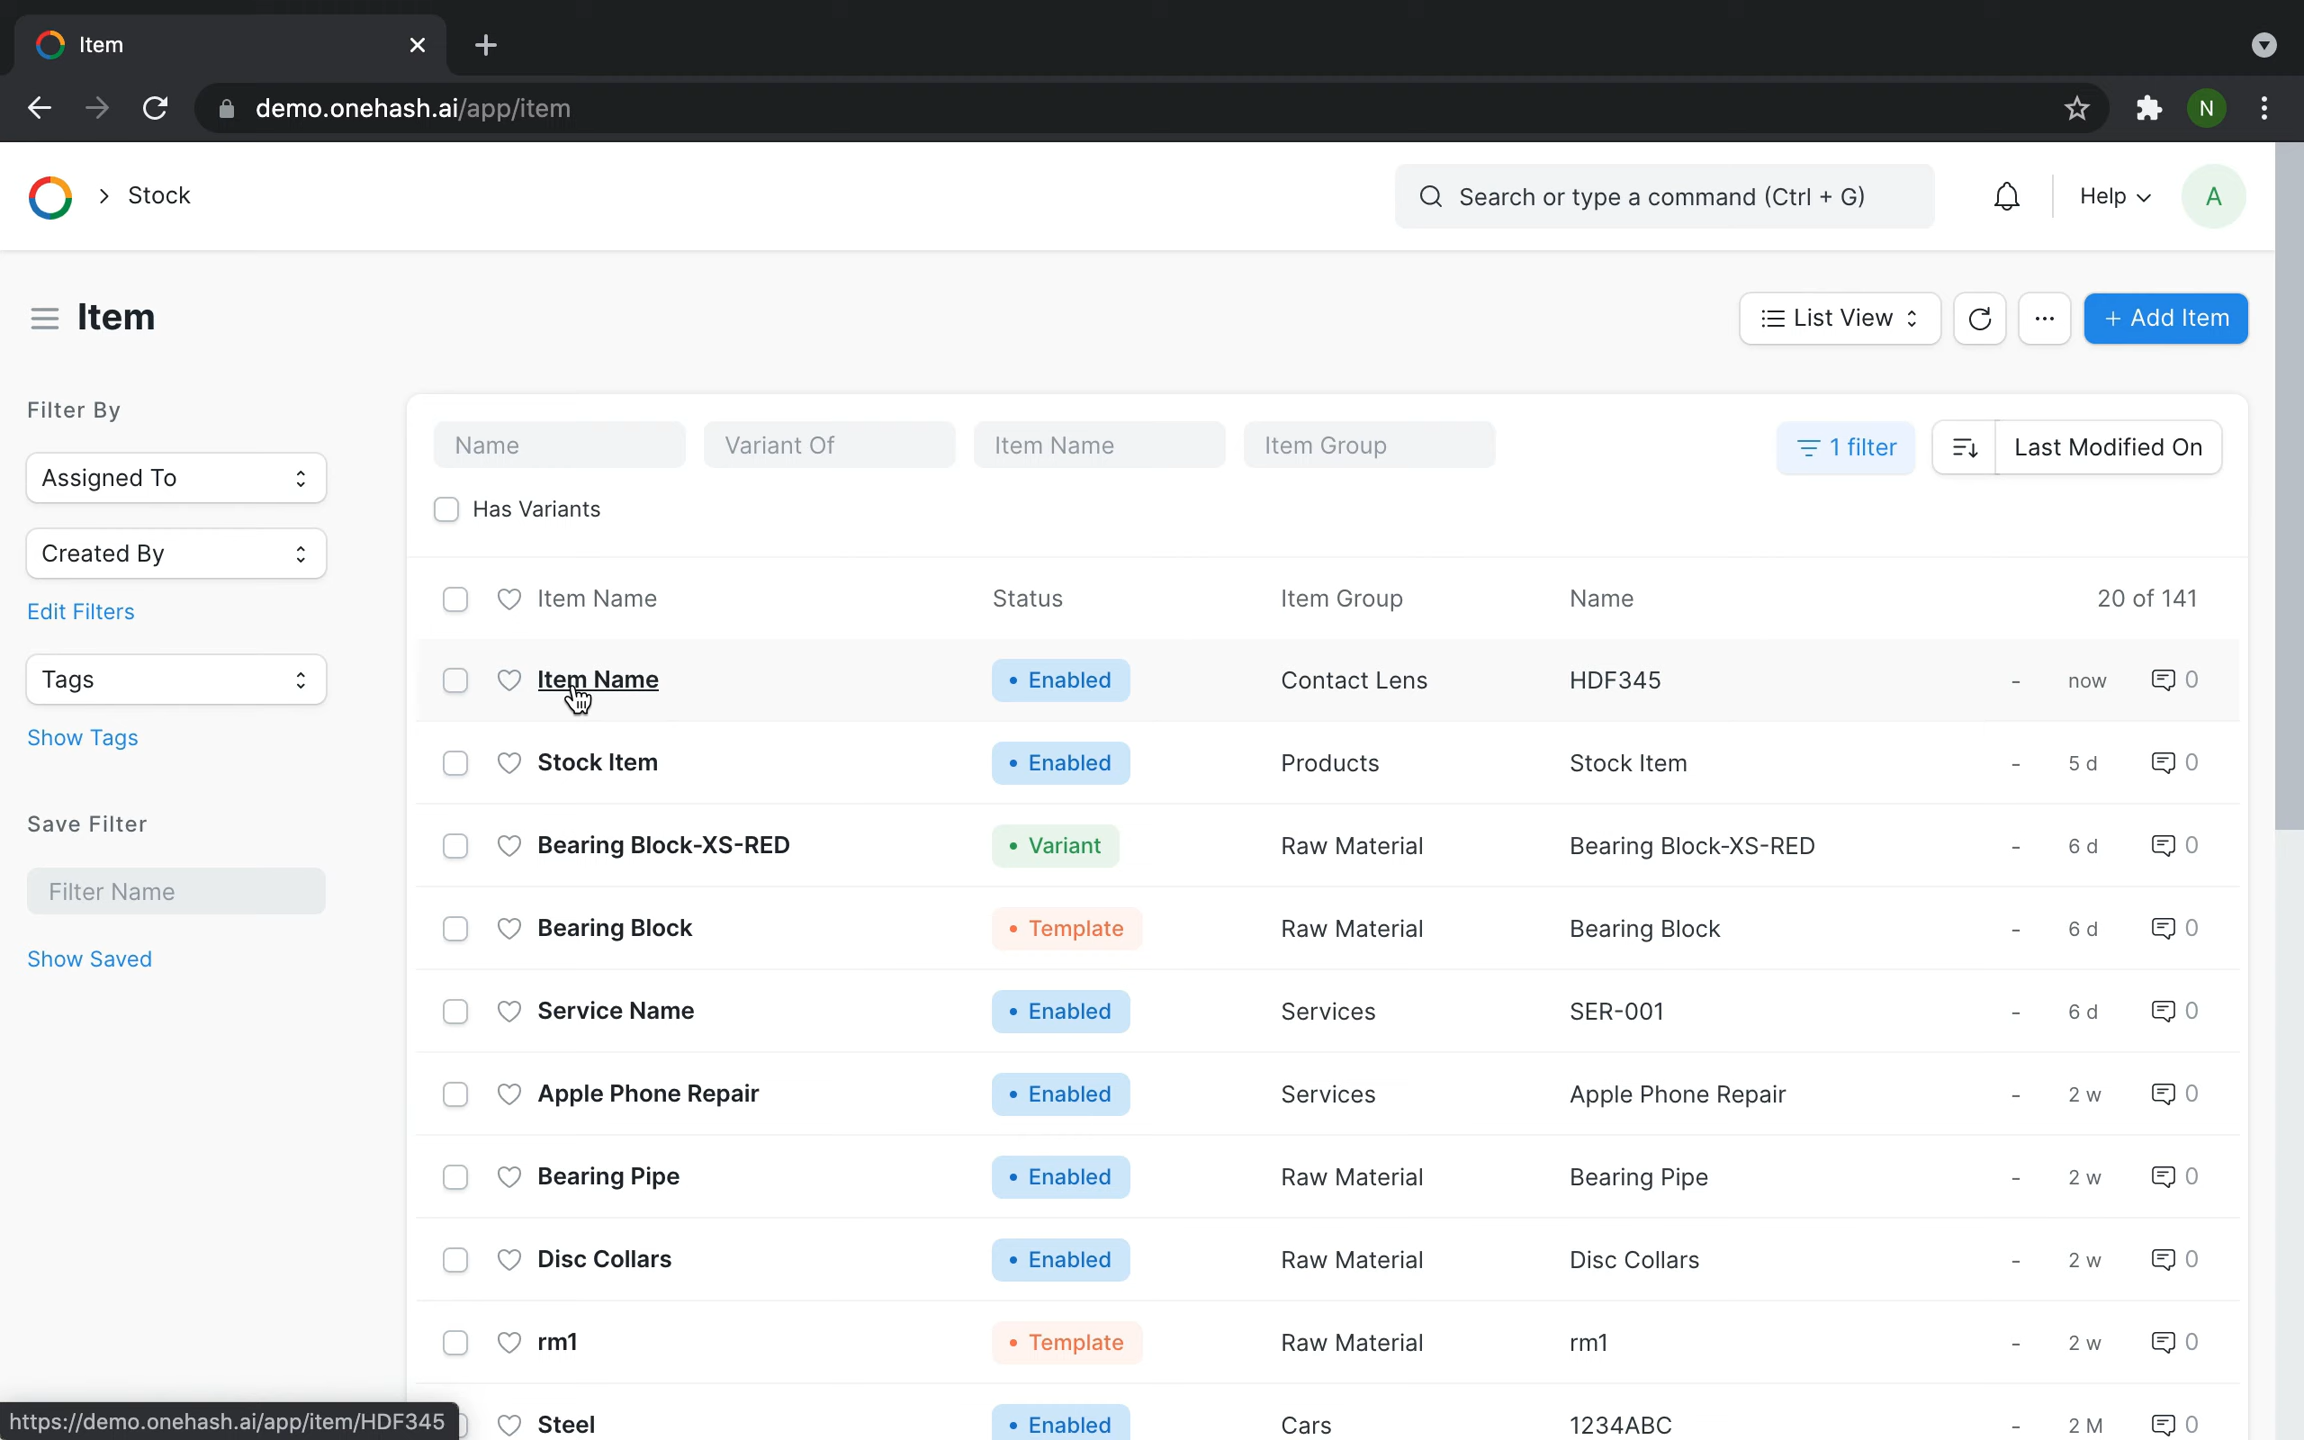 Item
demo.onehash.ai/app/item
N
Stock
Search or type a command (Ctrl + G)
Help
A
Item
List View
+ Add Item
Filter By
Assigned To
Created By
Edit Filters
Tags
Show Tags
Save Filter
Filter Name
Show Saved
Name Variant Of Item Name Item Group
1 filter
Last Modified On
Has Variants
Item Name Status Item Group Name 20 of 141
Item Name Enabled Contact Lens HDF345 - now 0
Stock Item Enabled Products Stock Item - 5 d 0
Bearing Block-XS-RED Variant Raw Material Bearing Block-XS-RED - 6 d 0
Bearing Block Template Raw Material Bearing Block - 6 d 0
Service Name Enabled Services SER-001 - 6 d 0
Apple Phone Repair Enabled Services Apple Phone Repair - 2 w 0
Bearing Pipe Enabled Raw Material Bearing Pipe - 2 w 0
Disc Collars Enabled Raw Material Disc Collars - 2 w 0
rm1 Template Raw Material rm1 - 2 w 0
Steel Enabled Cars 1234ABC - 2 M 0
https://demo.onehash.ai/app/item/HDF345